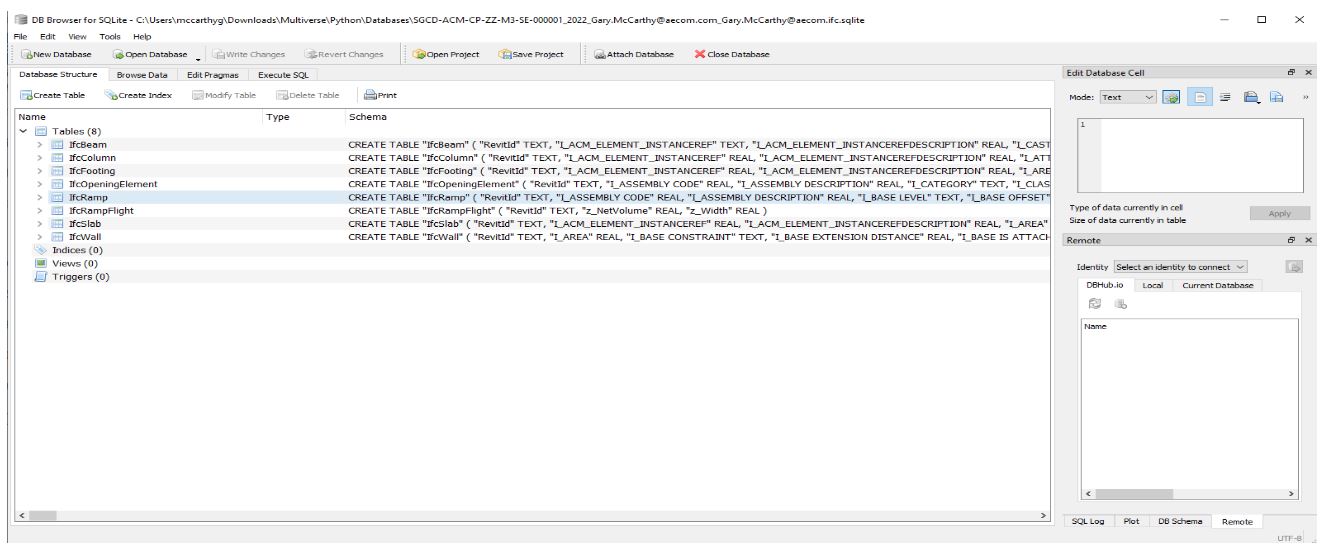 DB Browser for SQLite - C:\Users\mccarthyg\Downloads\Multiverse\Python\Databases\SGCD-ACM-CP-ZZ-M3-SE-000001_2022_Gary.McCarthy@aecom.com_Gary.McCarthy@aecom.ifc.sqlite
File Edit View Tools Help
New Database Open Database Write Changes Revert Changes Open Project Save Project Attach Database Close Database
Database Structure Browse Data Edit Pragmas Execute SQL
Create Table Create Index Modify Table Delete Table Print
Name Type Schema
Tables (8)
IfcBeam CREATE TABLE "IfcBeam" ( "RevitId" TEXT, "I_ACM_ELEMENT_INSTANCEREF" TEXT, "I_ACM_ELEMENT_INSTANCEREFDESCRIPTION" REAL, "I_CAST
IfcColumn CREATE TABLE "IfcColumn" ( "RevitId" TEXT, "I_ACM_ELEMENT_INSTANCEREF" REAL, "I_ACM_ELEMENT_INSTANCEREFDESCRIPTION" REAL, "I_ATT
IfcFooting CREATE TABLE "IfcFooting" ( "RevitId" TEXT, "I_ACM_ELEMENT_INSTANCEREF" REAL, "I_ACM_ELEMENT_INSTANCEREFDESCRIPTION" REAL, "I_ARE
IfcOpeningElement CREATE TABLE "IfcOpeningElement" ( "RevitId" TEXT, "I_ASSEMBLY CODE" REAL, "I_ASSEMBLY DESCRIPTION" REAL, "I_CATEGORY" TEXT, "I_CLAS
IfcRamp CREATE TABLE "IfcRamp" ( "RevitId" TEXT, "I_ASSEMBLY CODE" REAL, "I_ASSEMBLY DESCRIPTION" REAL, "I_BASE LEVEL" TEXT, "I_BASE OFFSET"
IfcRampFlight CREATE TABLE "IfcRampFlight" ( "RevitId" TEXT, "z_NetVolume" REAL, "z_Width" REAL )
IfcSlab CREATE TABLE "IfcSlab" ( "RevitId" TEXT, "I_ACM_ELEMENT_INSTANCEREF" REAL, "I_ACM_ELEMENT_INSTANCEREFDESCRIPTION" REAL, "I_AREA"
IfcWall CREATE TABLE "IfcWall" ( "RevitId" TEXT, "I_AREA" REAL, "I_BASE CONSTRAINT" TEXT, "I_BASE EXTENSION DISTANCE" REAL, "I_BASE IS ATTACH
Indices (0)
Views (0)
Triggers (0)
Edit Database Cell
Mode: Text
1
Type of data currently in cell
Size of data currently in table
Apply
Remote
Identity Select an identity to connect
DBHub.io Local Current Database
Name
SQL Log Plot DB Schema Remote
UTF-8